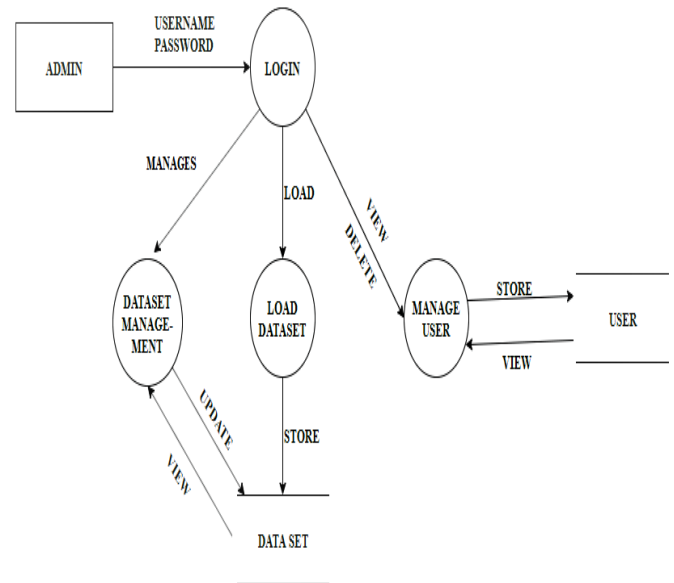 USERNAME
PASSWORD
ADMIN
LOGIN
MANAGES
LOAD
VIEW
DELETE
DATASET
MANAGE-
MENT
LOAD
DATASET
MANAGE
USER
STORE
USER
VIEW
UPDATE
STORE
VIEW
DATA SET